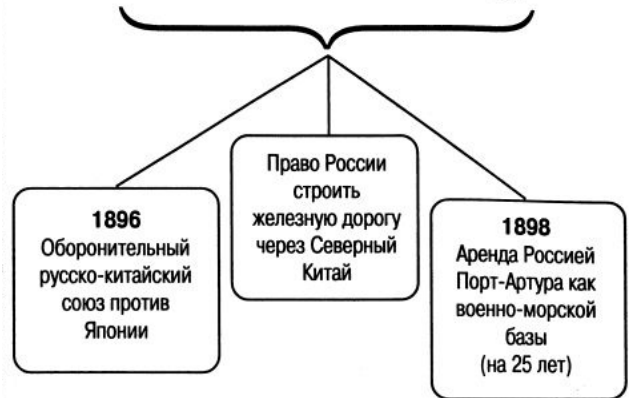 1896
Оборонительный
русско-китайский
союз против
Японии
Право России
строить
железную дорогу
через Северный
Китай
1898
Аренда Россией
Порт-Артура как
военно-морской
базы
(на 25 лет)